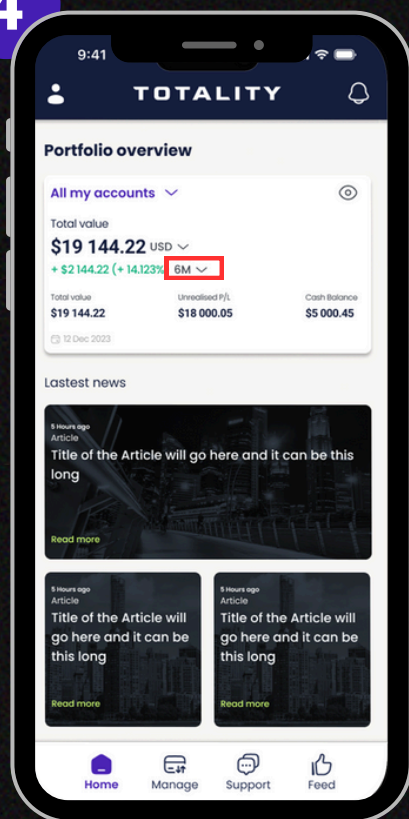 4
9:41
TOTALITY
Portfolio overview
All my accounts
Total value
$19 144.22 USD
+ $2 144.22 (+ 14.123% 6M
Total value Unrealised P/L Cash Balance
$19 144.22 $18 000.05 $5 000.45
12 Dec 2023
Lastest news
5 Hours ago
Article
Title of the Article will go here and it can be this
long
Read more
5 Hours ago
Article
Title of the Article will
go here and it can be
this long
Read more
5 Hours ago
Article
Title of the Article will
go here and it can be
this long
Read more
Home Manage Support Feed